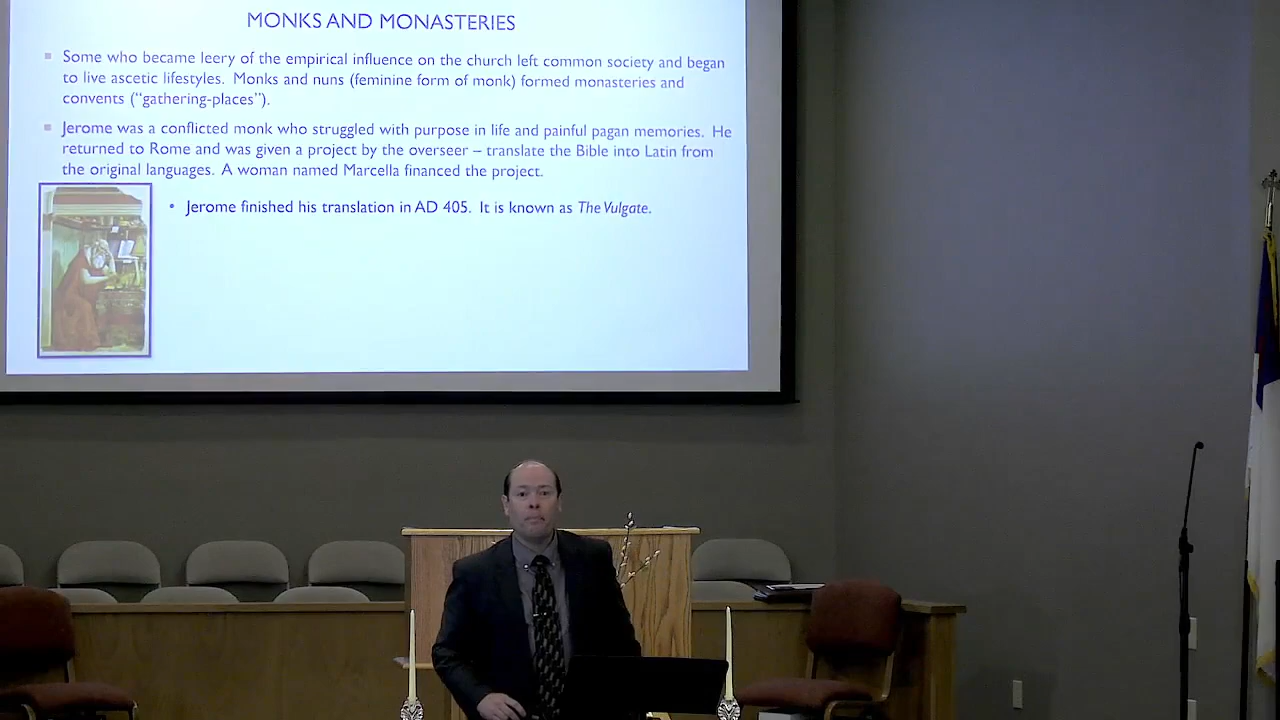 MONKS AND MONASTERIES
Some who became leery of the empirical influence on the church left common society and began
to live ascetic lifestyles. Monks and nuns (feminine form of monk) formed monasteries and
convents ("gathering-places").
Jerome was a conflicted monk who struggled with purpose in life and painful pagan memories. He
returned to Rome and was given a project by the overseer – translate the Bible into Latin from
the original languages. A woman named Marcella financed the project.
• Jerome finished his translation in AD 405. It is known as The Vulgate.